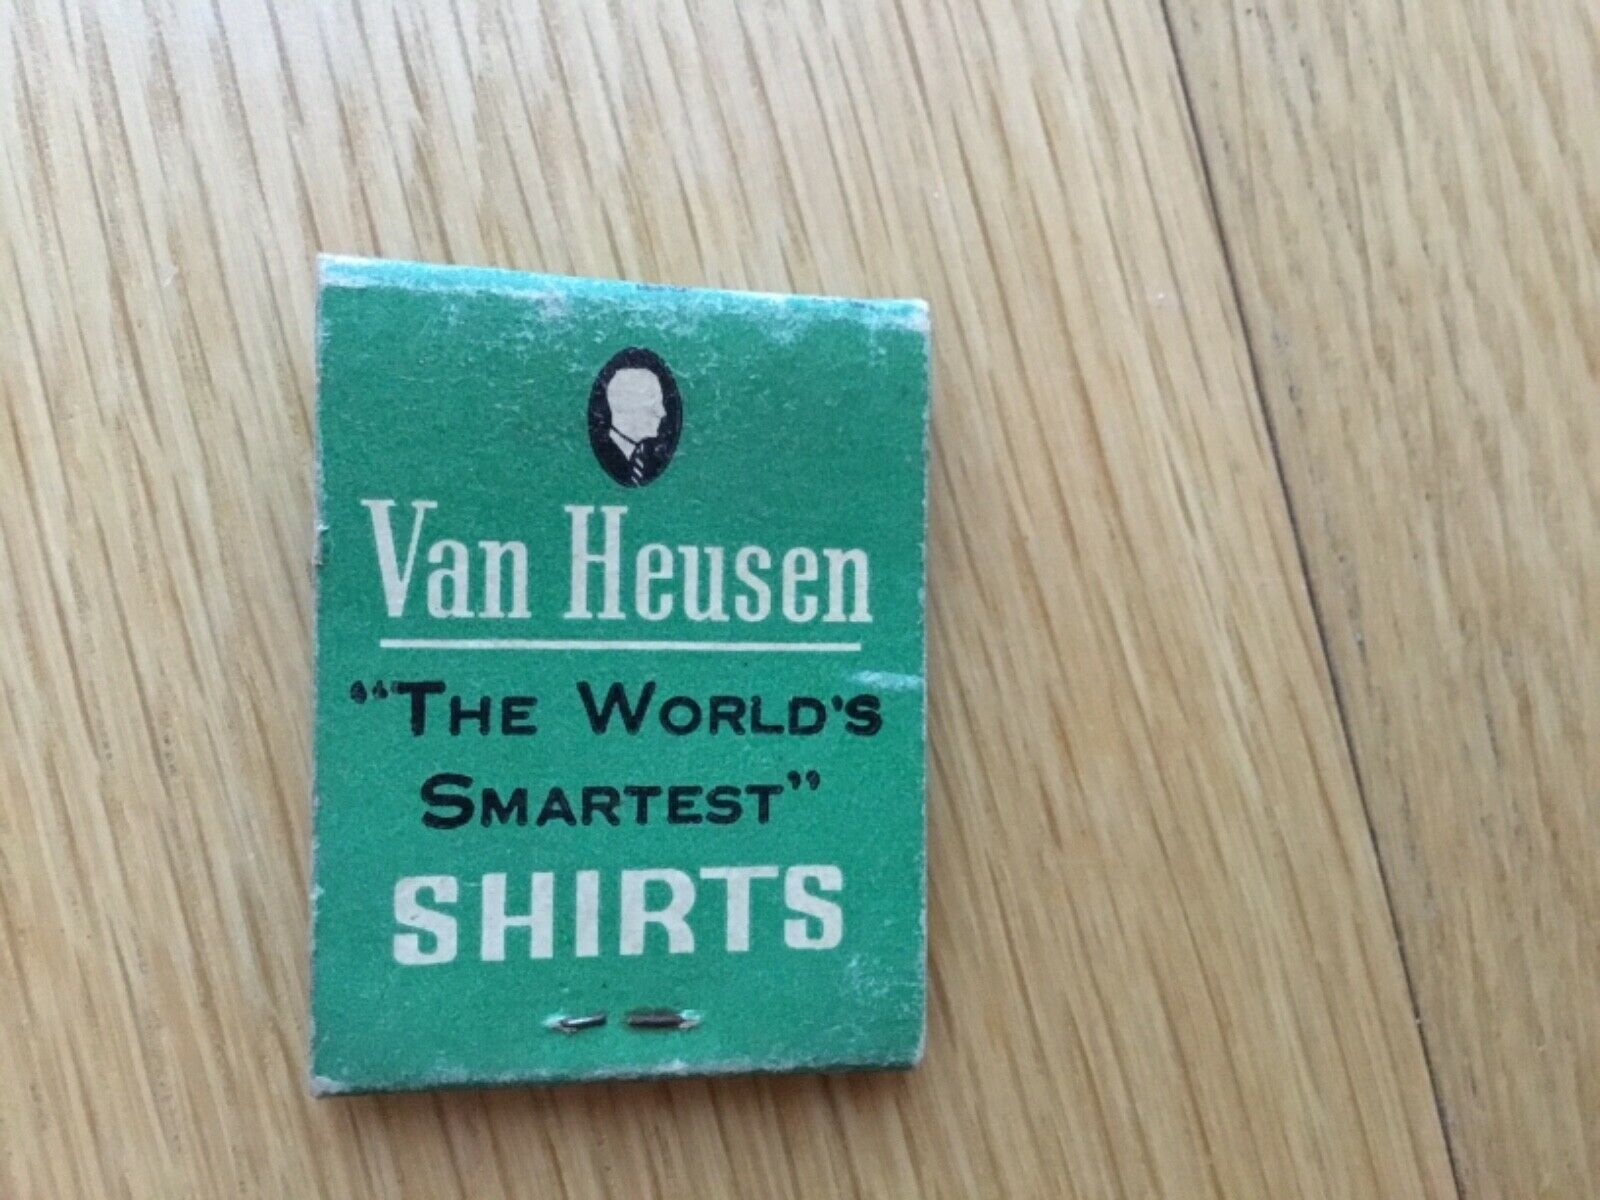 Van Heusen
“The World's
Smartest”
SHIRTS